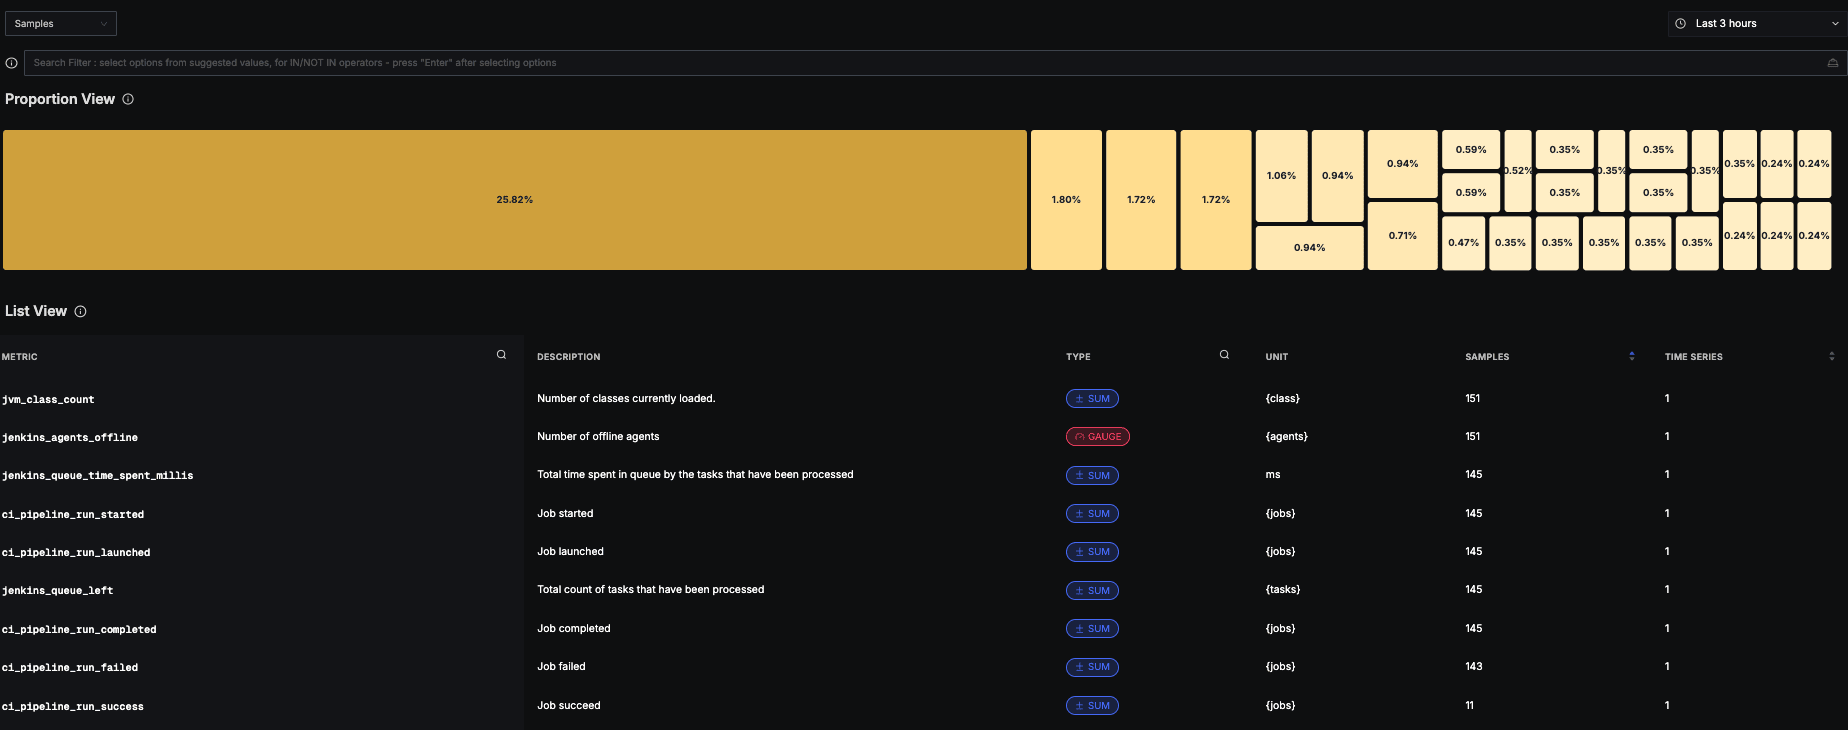 Samples
Last 3 hours
Search Filter : select options from suggested values, for IN/NOT IN operators - press "Enter" after selecting options
Proportion View
25.82%
1.80%
1.72%
1.72%
1.06%
0.94%
0.94%
0.94%
0.71%
0.59%
0.59%
0.52%
0.35%
0.35%
0.35%
0.35%
0.35%
0.35%
0.47%
0.35%
0.35%
0.35%
0.35%
0.35%
0.35%
0.24%
0.24%
0.24%
0.24%
0.24%
List View
METRIC DESCRIPTION TYPE UNIT SAMPLES TIME SERIES
jvm_class_count Number of classes currently loaded. SUM {class} 151 1
jenkins_agents_offline Number of offline agents GAUGE {agents} 151 1
jenkins_queue_time_spent_millis Total time spent in queue by the tasks that have been processed SUM ms 145 1
ci_pipeline_run_started Job started SUM {jobs} 145 1
ci_pipeline_run_launched Job launched SUM {jobs} 145 1
jenkins_queue_left Total count of tasks that have been processed SUM {tasks} 145 1
ci_pipeline_run_completed Job completed SUM {jobs} 145 1
ci_pipeline_run_failed Job failed SUM {jobs} 143 1
ci_pipeline_run_success Job succeed SUM {jobs} 11 1